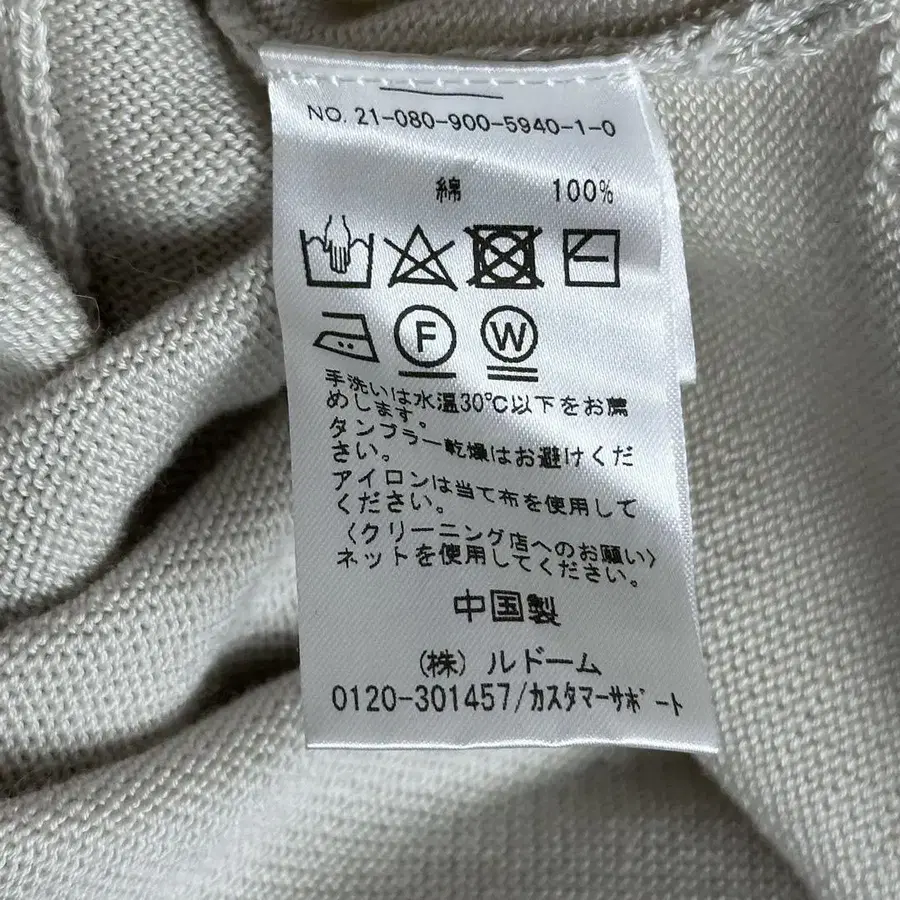 NO. 21-080-900-5940-1-0
綿 100%
F W
手洗いは水温30℃以下をお薦
めします。
タンブラー乾燥はお避けくだ
さい。
アイロンは当て布を使用して
ください。
〈クリーニング店へのお願い〉
ネットを使用してください。
中国製
(株) ルドーム
0120-301457/カスタマーサポート